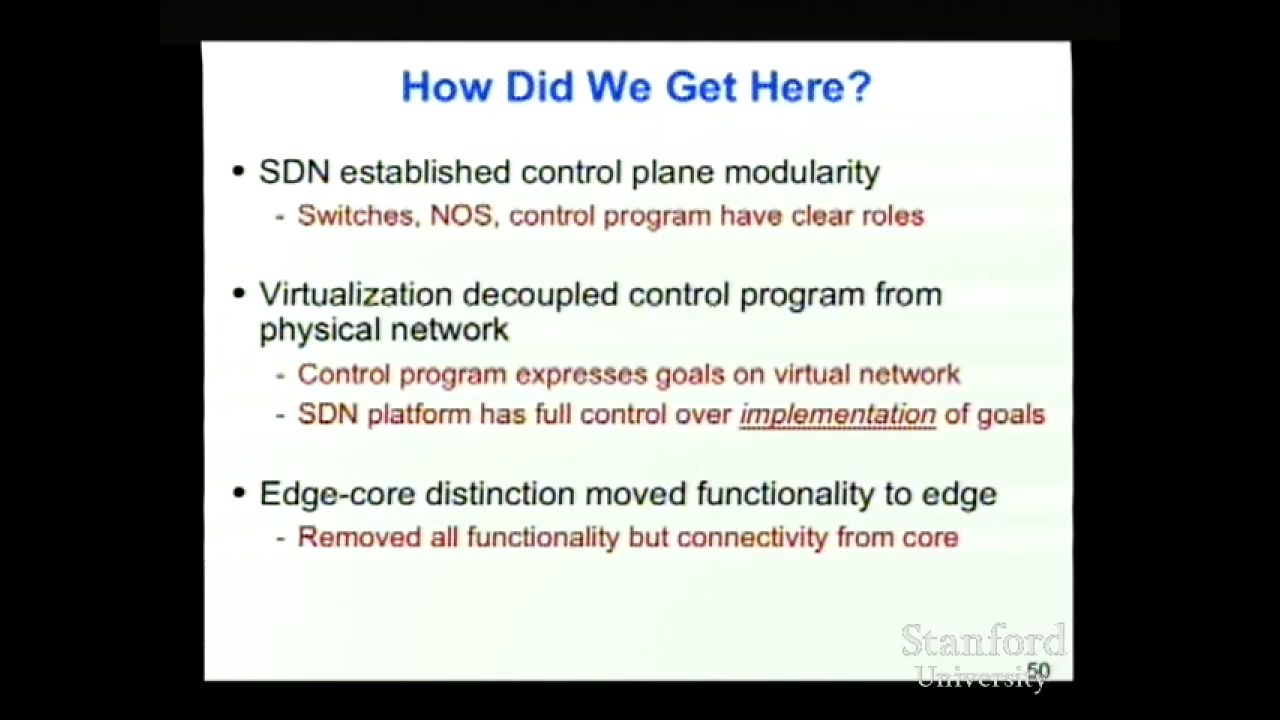 How Did We Get Here?
• SDN established control plane modularity
- Switches, NOS, control program have clear roles
• Virtualization decoupled control program from
physical network
- Control program expresses goals on virtual network
- SDN platform has full control over implementation of goals
• Edge-core distinction moved functionality to edge
- Removed all functionality but connectivity from core
Stanford
University
50